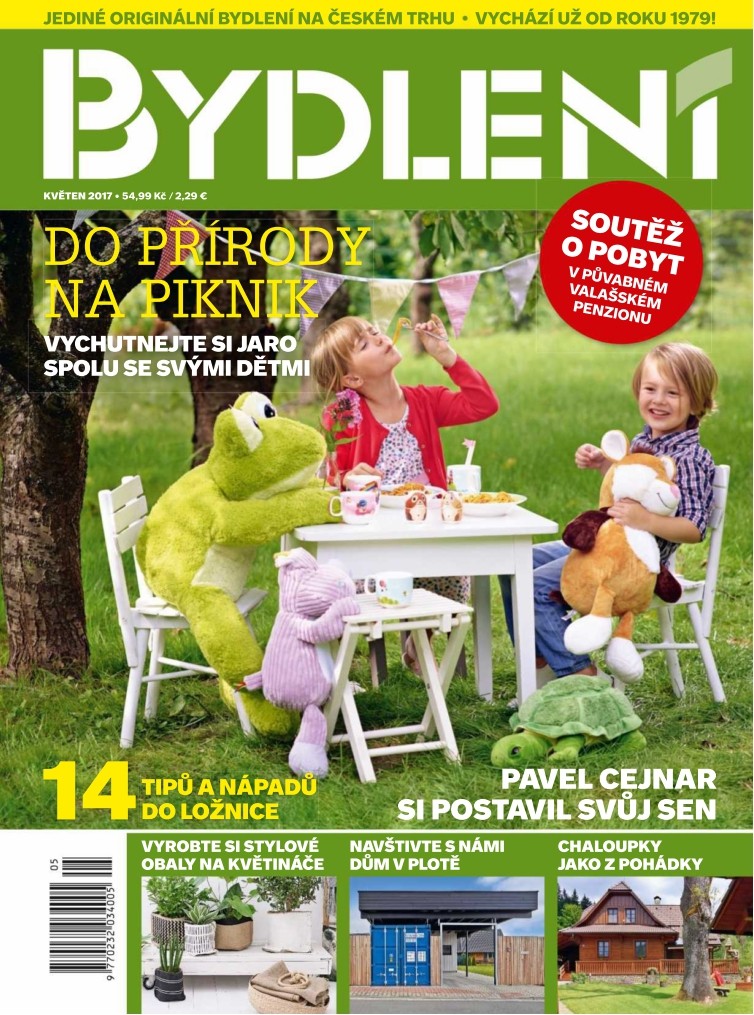 JEDINÉ ORIGINÁLNÍ BYDLENÍ NA ČESKÉM TRHU • VYCHÁZÍ UŽ OD ROKU 1979!
BYDLENÍ
KVĚTEN 2017 • 54,99 Kč / 2,29 €
SOUTĚŽ
O POBYT
V PŮVABNÉM
VALAŠSKÉM
PENZIONU
DO PŘÍRODY
NA PIKNIK
VYCHUTNEJTE SI JARO
SPOLU SE SVÝMI DĚTMI
14 TIPŮ A NÁPADŮ
DO LOŽNICE
PAVEL CEJNAR
SI POSTAVIL SVŮJ SEN
VYROBTE SI STYLOVÉ
OBALY NA KVĚTINÁČE
NAVŠTIVTE S NÁMI
DŮM V PLOTĚ
CHALOUPKY
JAKO Z POHÁDKY
05
9 770232 034005